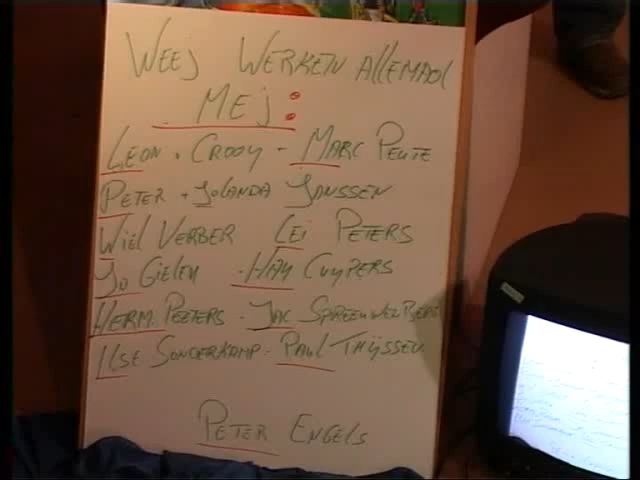 WEEJ WERKEN ALLEMAOL
MEJ:
LEON + CROOY - MARC PEUTE
PETER + JOLANDA JANSSEN
WIEL VERBER LEI PETERS
JO GIELEN - HAY CUYPERS
HERM. PEETERS - JAC SPREEUWENBERG
ILSE SONDERKAMP - PAUL THIJSSEN
PETER ENGELS